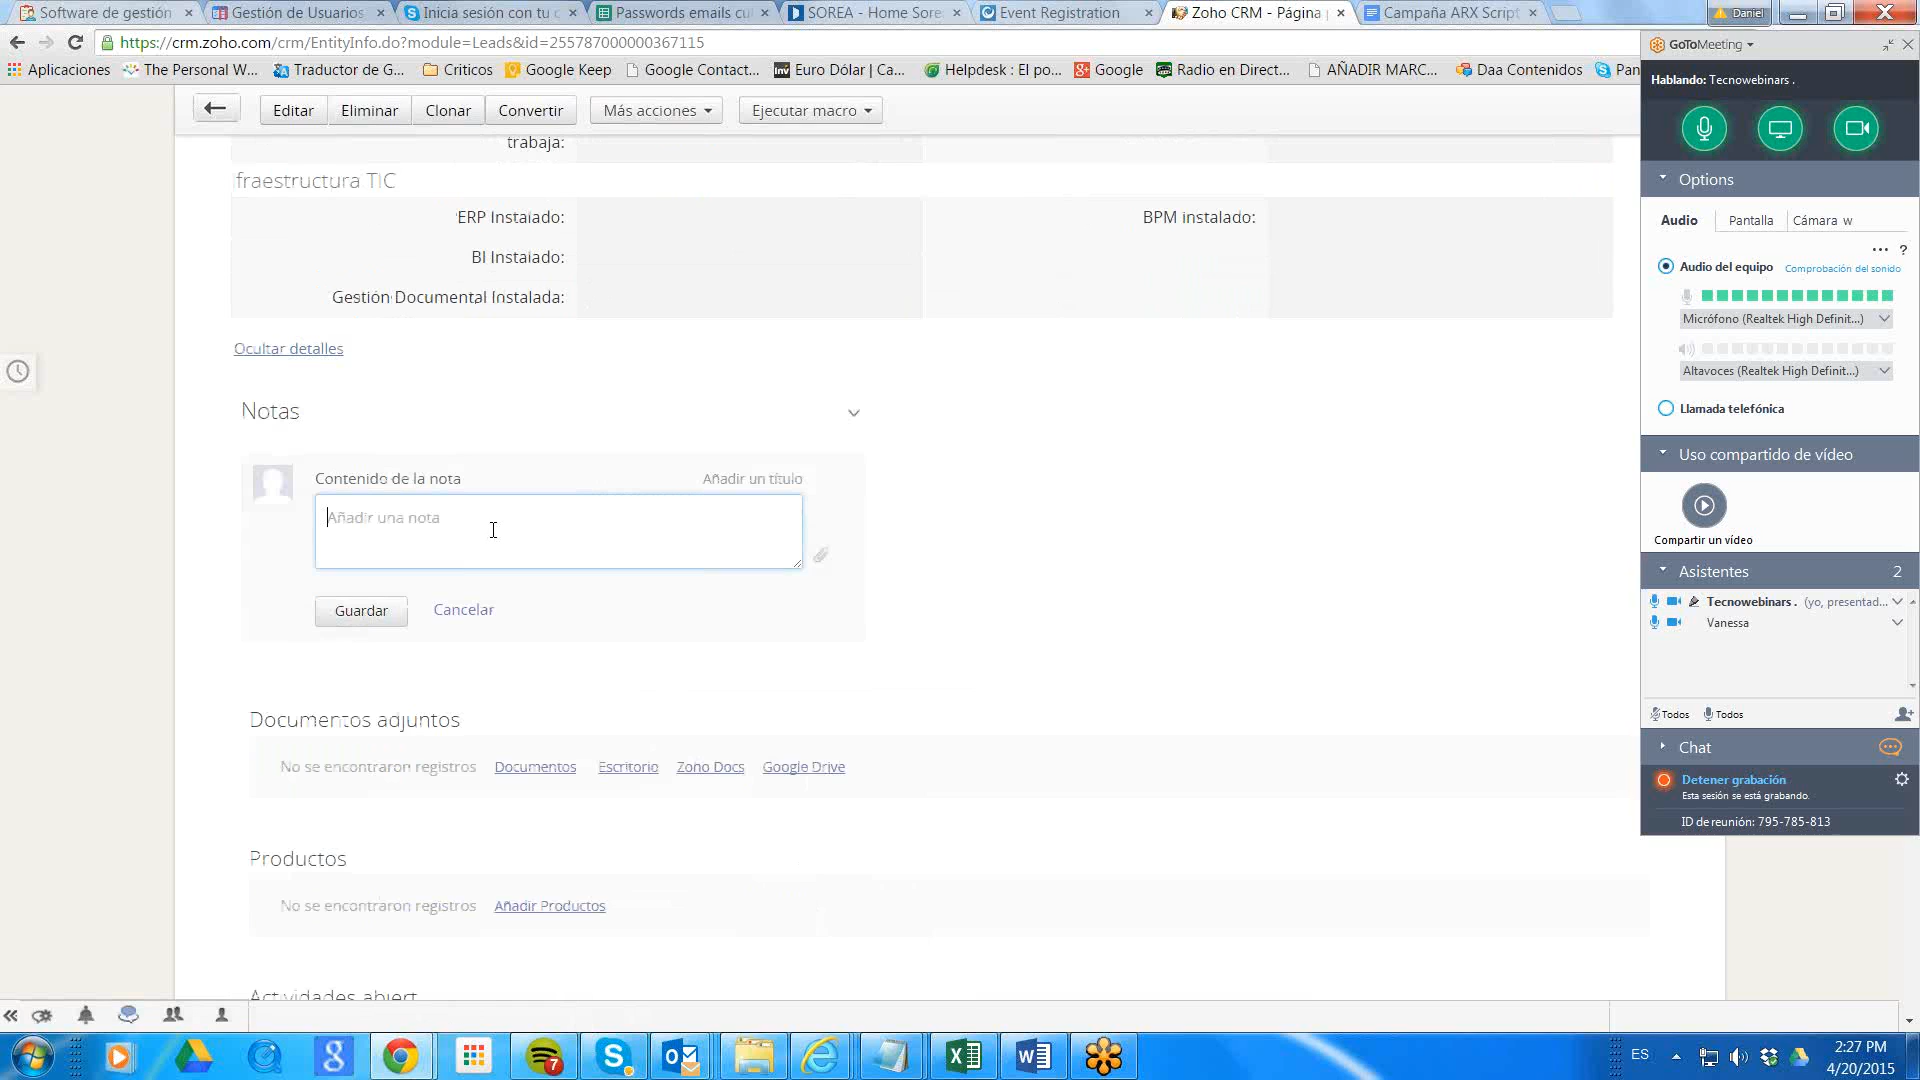 Software de gestión
Gestión de Usuarios
Inicia sesión con tu c
Passwords emails cu
SOREA - Home Sore
Event Registration
Zoho CRM - Página
Campaña ARX Script
Daniel
https://crm.zoho.com/crm/EntityInfo.do?module=Leads&id=255787000000367115
Aplicaciones
The Personal W...
Traductor de G...
Criticos
Google Keep
Google Contact...
Euro Dólar | Ca...
Helpdesk : El po...
Google
Radio en Direct...
AÑADIR MARC...
Daa Contenidos
Pan
Editar
Eliminar
Clonar
Convertir
Más acciones
Ejecutar macro
trabaja:
fraestructura TIC
ERP Instalado:
BPM instalado:
BI Instalado:
Gestión Documental Instalada:
Ocultar detalles
Notas
Contenido de la nota
Añadir un título
Añadir una nota
Guardar
Cancelar
Documentos adjuntos
No se encontraron registros
Documentos
Escritorio
Zoho Docs
Google Drive
Productos
No se encontraron registros
Añadir Productos
Actividades abiert
GoToMeeting
Hablando: Tecnowebinars .
Options
Audio
Pantalla
Cámara w
... ?
Audio del equipo
Comprobación del sonido
Micrófono (Realtek High Definit...)
Altavoces (Realtek High Definit...)
Llamada telefónica
Uso compartido de vídeo
Compartir un vídeo
Asistentes 2
Tecnowebinars . (yo, presentad...
Vanessa
Todos
Todos
Chat
Detener grabación
Esta sesión se está grabando.
ID de reunión: 795-785-813
7
ES
2:27 PM
4/20/2015